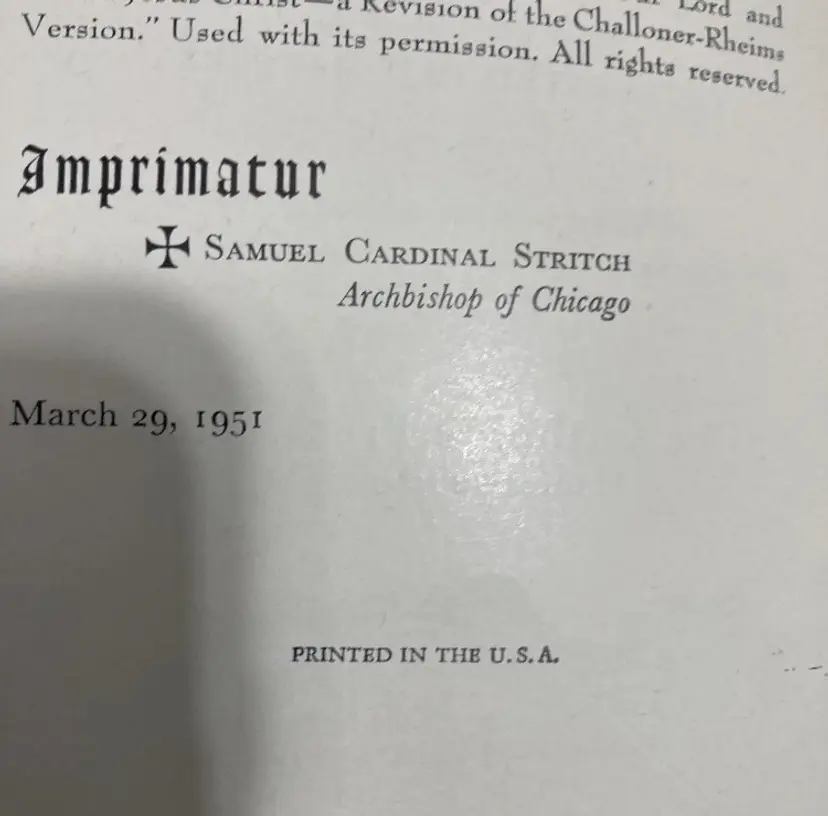 Lord and
Revision of the Challoner-Rheims
Version." Used with its permission. All rights reserved.
Imprimatur
✠ SAMUEL CARDINAL STRITCH
Archbishop of Chicago
March 29, 1951
PRINTED IN THE U.S.A.